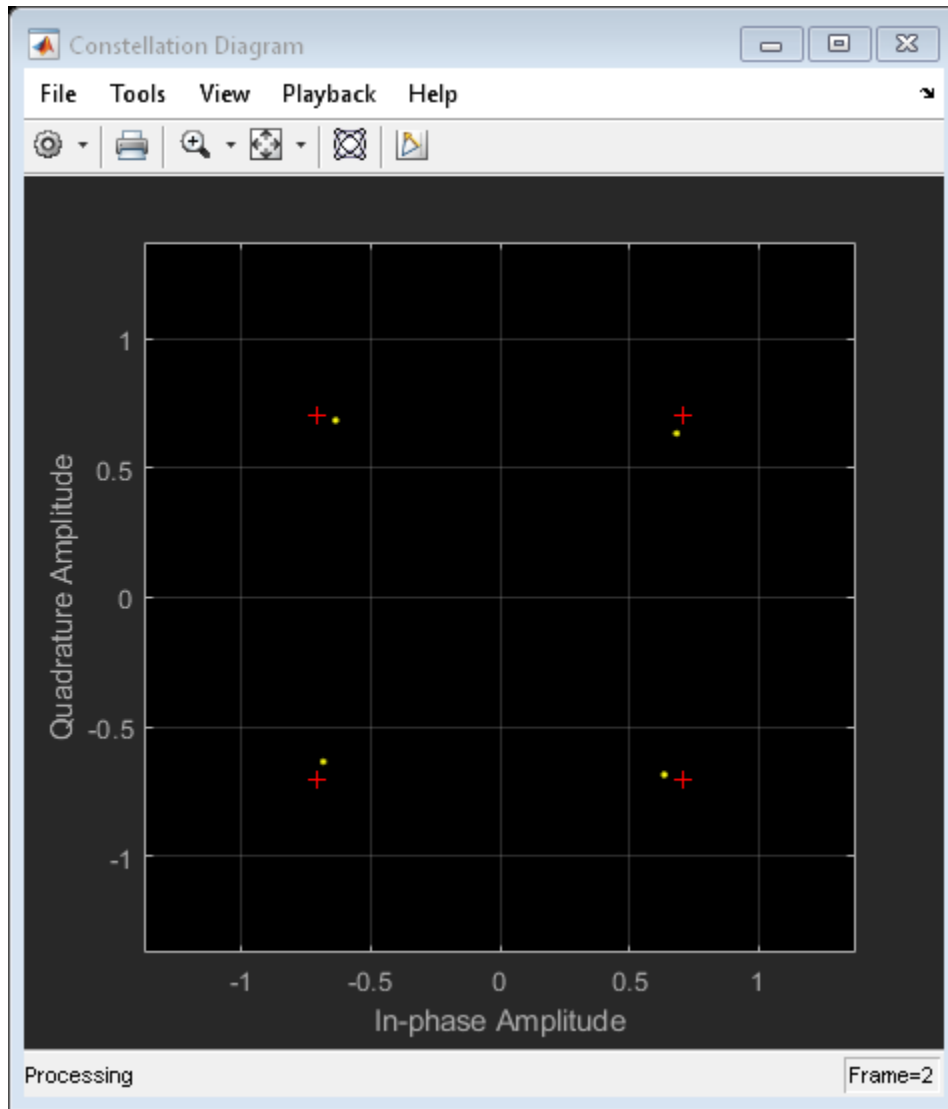 Constellation Diagram
File Tools View Playback Help
1
0.5
0
-0.5
-1
Quadrature Amplitude
-1 -0.5 0 0.5 1
In-phase Amplitude
Processing Frame=2